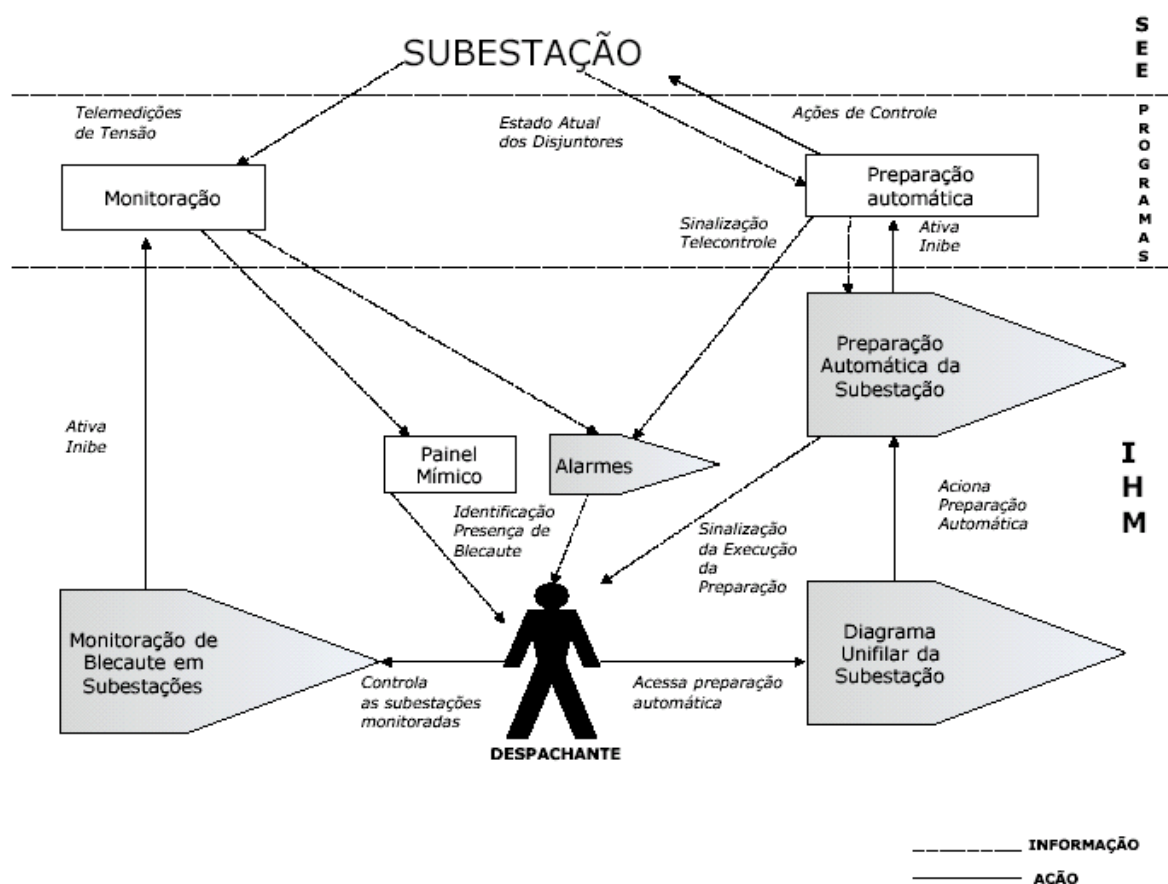 SUBESTAÇÃO
SEE
Telemedições
de Tensão
Estado Atual
dos Disjuntores
Ações de Controle
PROGRAMAS
Monitoração
Preparação
automática
Sinalização
Telecontrole
Ativa
Inibe
Preparação
Automática da
Subestação
Ativa
Inibe
Painel
Mímico
Alarmes
IHM
Identificação
Presença de
Blecaute
Sinalização
da Execução
da
Preparação
Aciona
Preparação
Automática
Monitoração de
Blecaute em
Subestações
Diagrama
Unifilar da
Subestação
Controla
as subestações
monitoradas
Acessa preparação
automática
DESPACHANTE
INFORMAÇÃO
AÇÃO